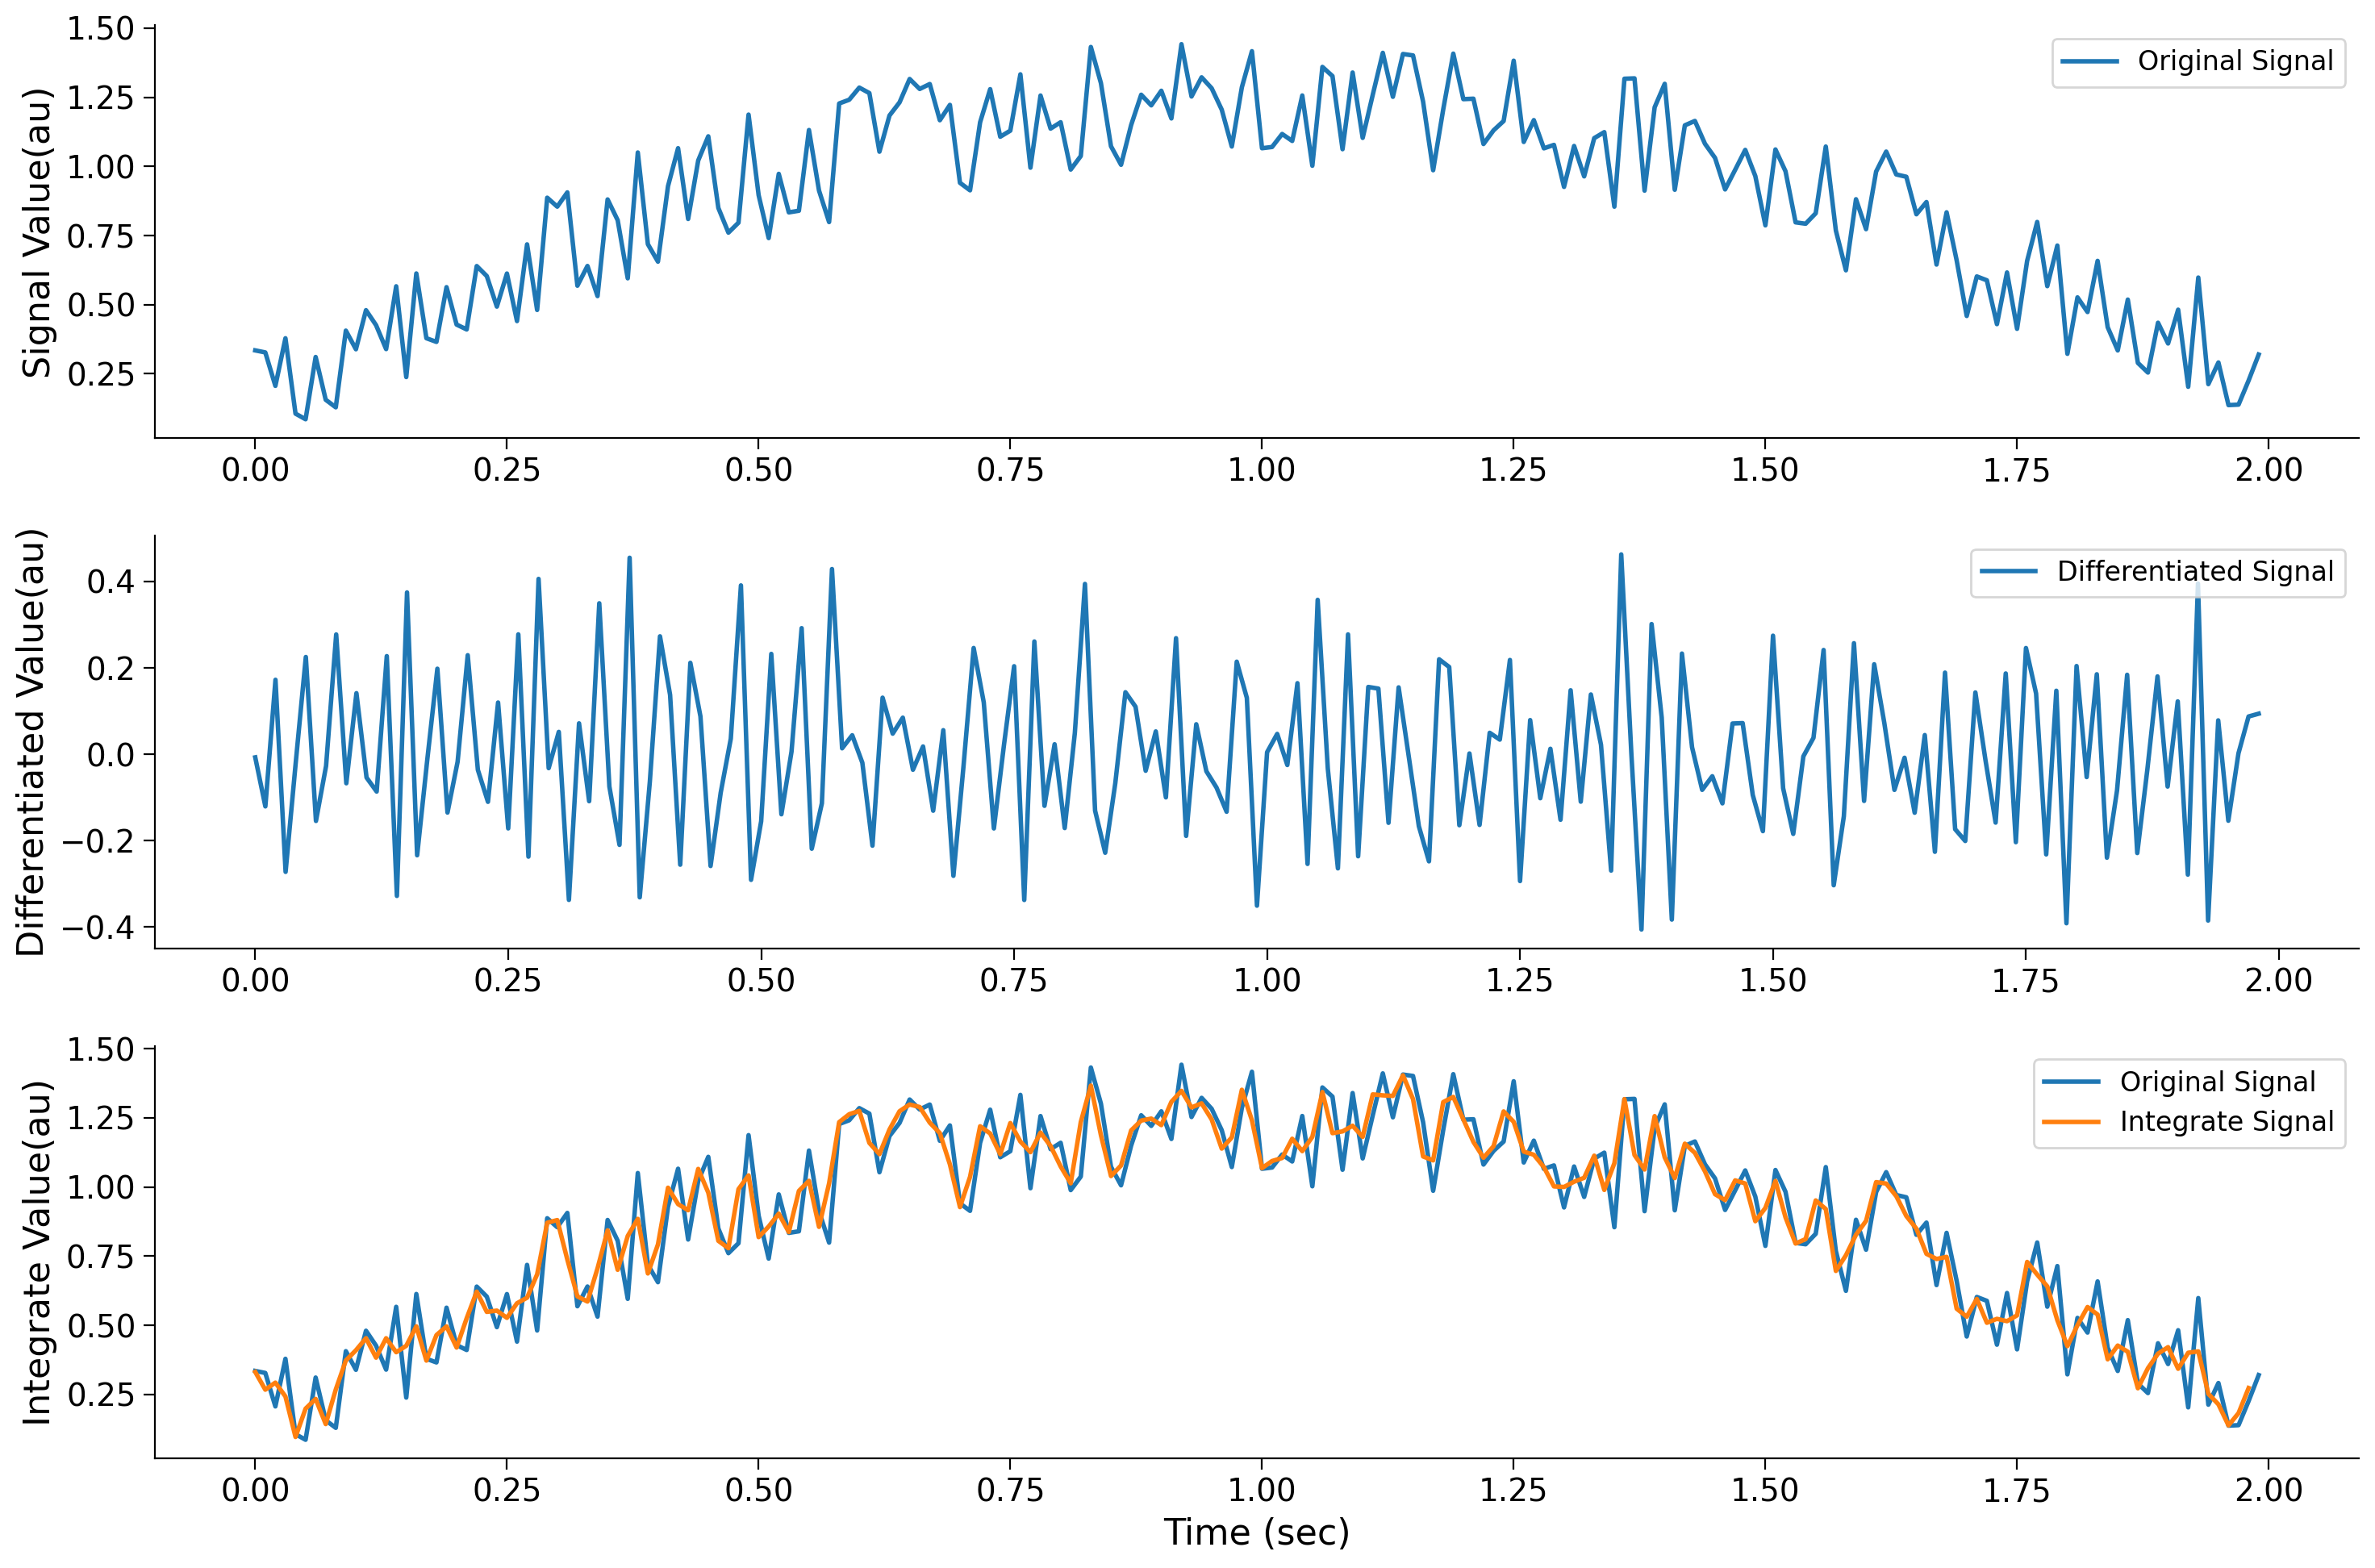 1.50
1.25
1.00
0.75
0.50
0.25
Signal Value(au)
Original Signal
0.00 0.25 0.50 0.75 1.00 1.25 1.50 1.75 2.00
0.4
0.2
0.0
−0.2
−0.4
Differentiated Value(au)
Differentiated Signal
0.00 0.25 0.50 0.75 1.00 1.25 1.50 1.75 2.00
1.50
1.25
1.00
0.75
0.50
0.25
Integrate Value(au)
Original Signal
Integrate Signal
0.00 0.25 0.50 0.75 1.00 1.25 1.50 1.75 2.00
Time (sec)